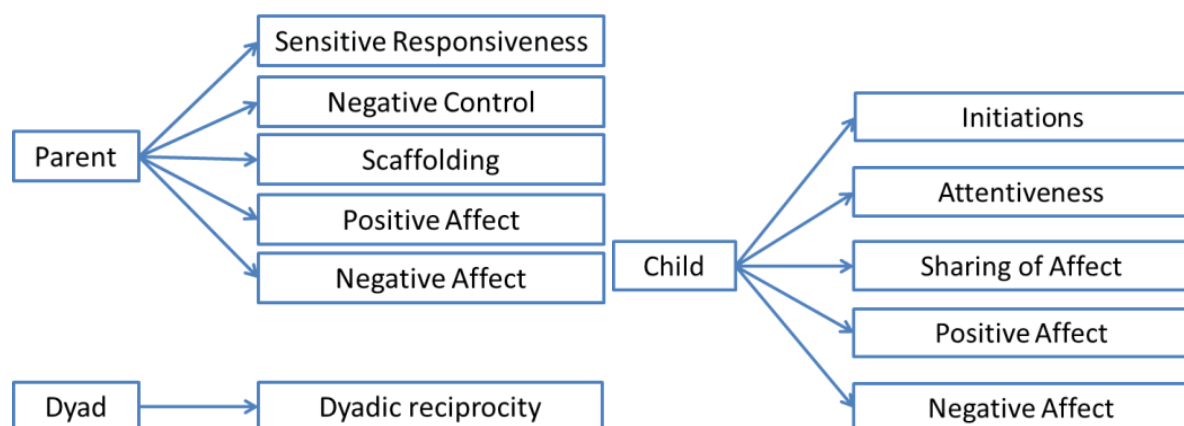 Parent
Sensitive Responsiveness
Negative Control
Scaffolding
Positive Affect
Negative Affect
Dyad
Dyadic reciprocity
Child
Initiations
Attentiveness
Sharing of Affect
Positive Affect
Negative Affect